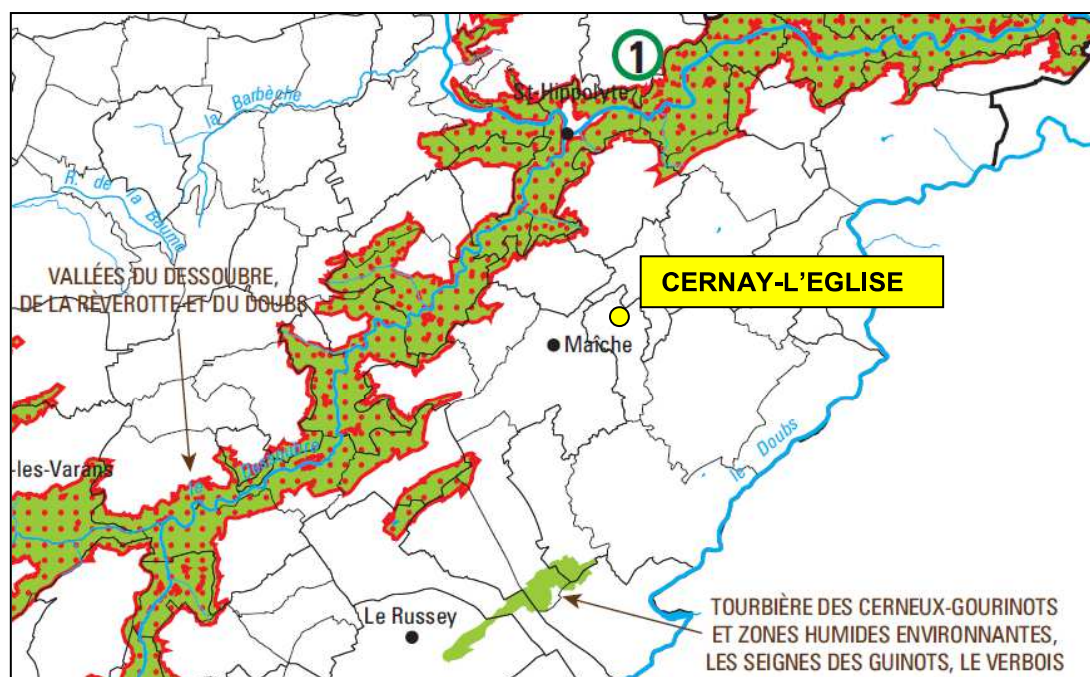 1
St-Hippolyte
la Barbèche
R. de la Baume
VALLÉES DU DESSOUBRE,
DE LA RÈVEROTTE ET DU DOUBS
CERNAY-L'EGLISE
Maîche
le Doubs
-les-Varans
le Dessoubre
Le Russey
TOURBIÈRE DES CERNEUX-GOURINOTS
ET ZONES HUMIDES ENVIRONNANTES,
LES SEIGNES DES GUINOTS, LE VERBOIS